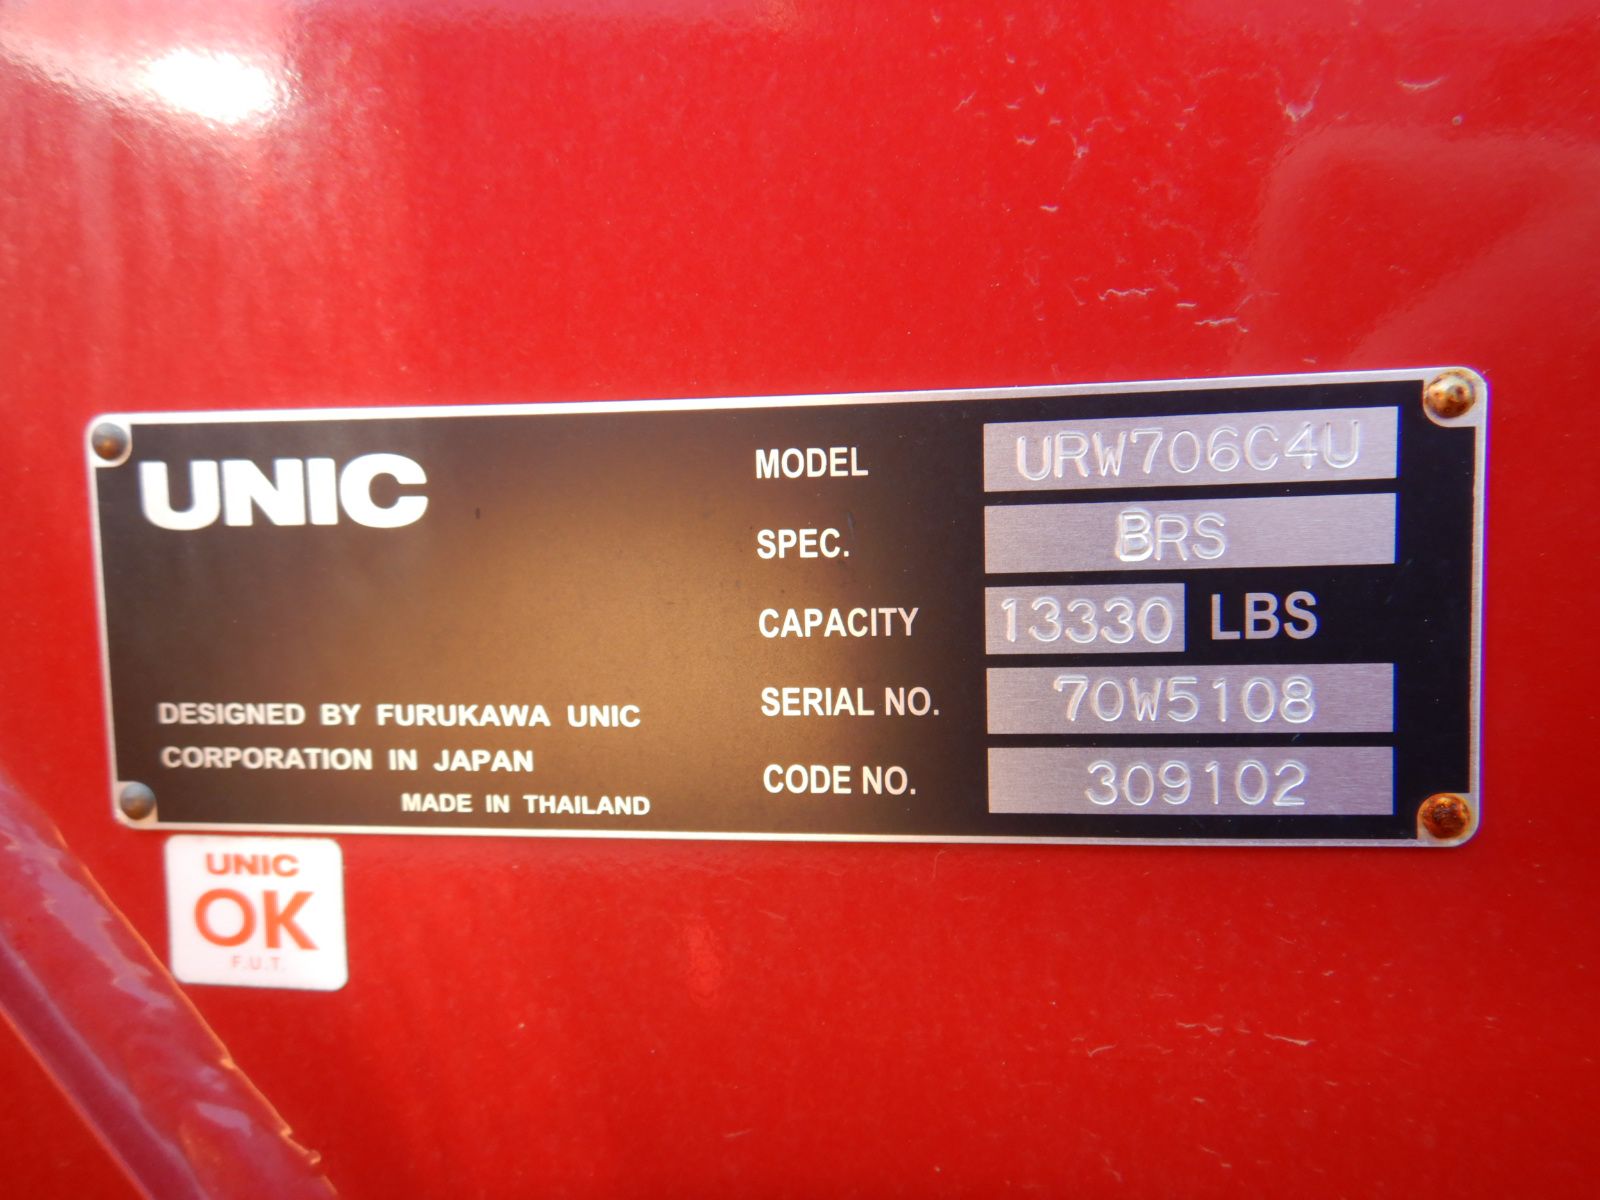 UNIC
MODEL URW706C4U
SPEC. BRS
CAPACITY 13330 LBS
SERIAL NO. 70W5108
CODE NO. 309102
DESIGNED BY FURUKAWA UNIC
CORPORATION IN JAPAN
MADE IN THAILAND
UNIC
OK
F.U.T.